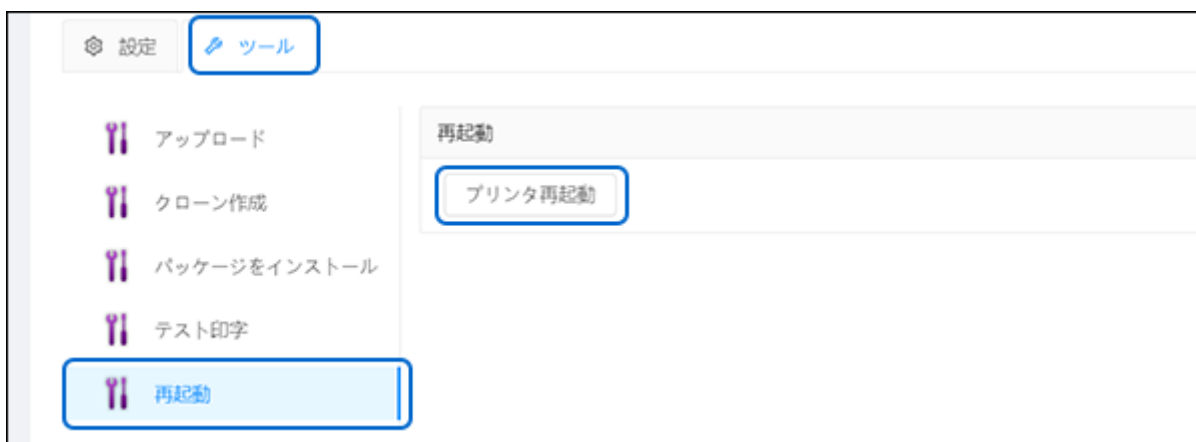 設定 ツール
アップロード
クローン作成
パッケージをインストール
テスト印字
再起動
再起動
プリンタ再起動